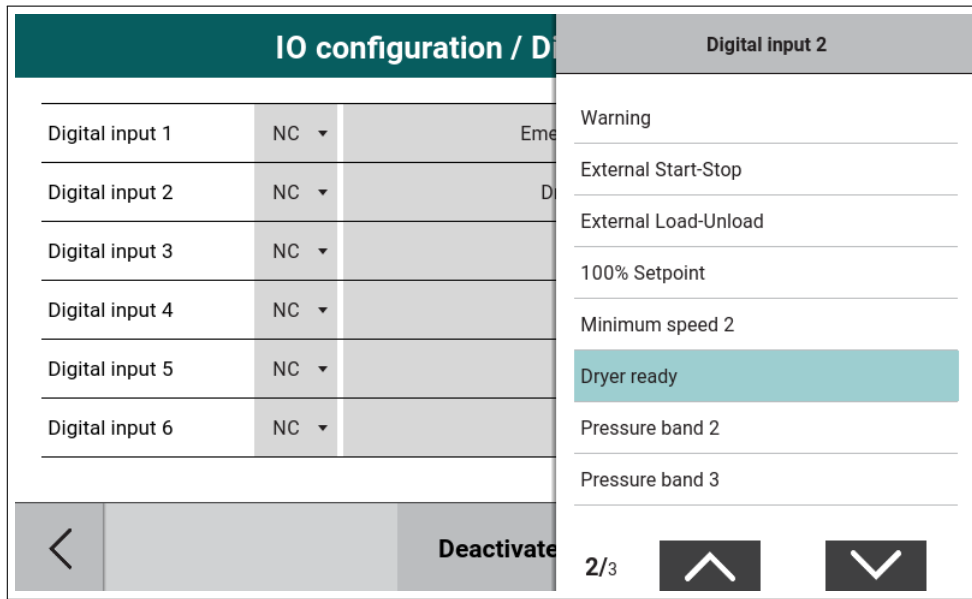 IO configuration / Di
Digital input 1 NC Eme
Digital input 2 NC Dr
Digital input 3 NC
Digital input 4 NC
Digital input 5 NC
Digital input 6 NC
Deactivate
Digital input 2
Warning
External Start-Stop
External Load-Unload
100% Setpoint
Minimum speed 2
Dryer ready
Pressure band 2
Pressure band 3
2/3